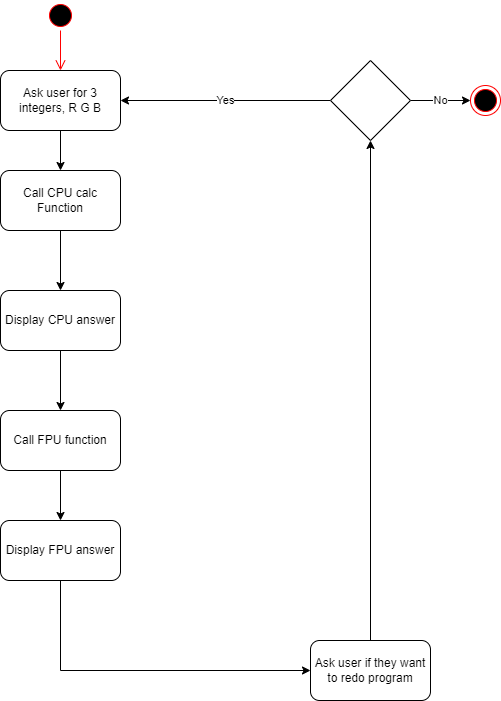 Ask user for 3
integers, R G B
Yes
No
Call CPU calc
Function
Display CPU answer
Call FPU function
Display FPU answer
Ask user if they want
to redo program